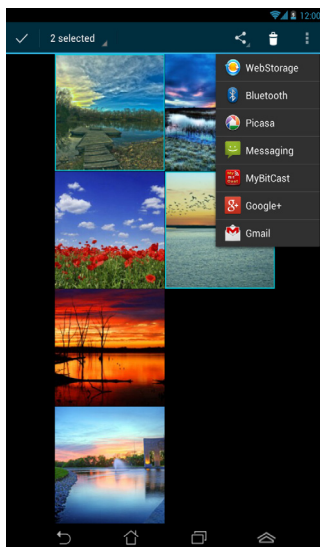 12:00
2 selected
WebStorage
Bluetooth
Picasa
Messaging
MyBitCast
Google+
Gmail